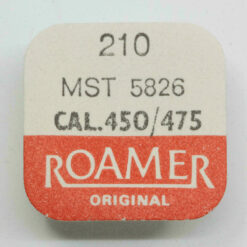 210
MST 5826
CAL.450/475
ROAMER
ORIGINAL